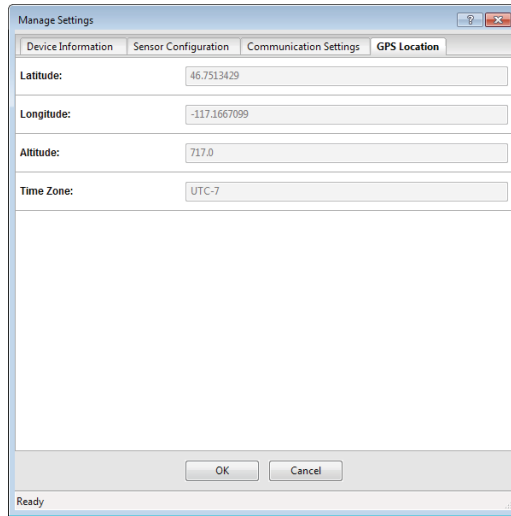 Manage Settings
Device Information Sensor Configuration Communication Settings GPS Location
Latitude: 46.7513429
Longitude: -117.1667099
Altitude: 717.0
Time Zone: UTC-7
OK Cancel
Ready